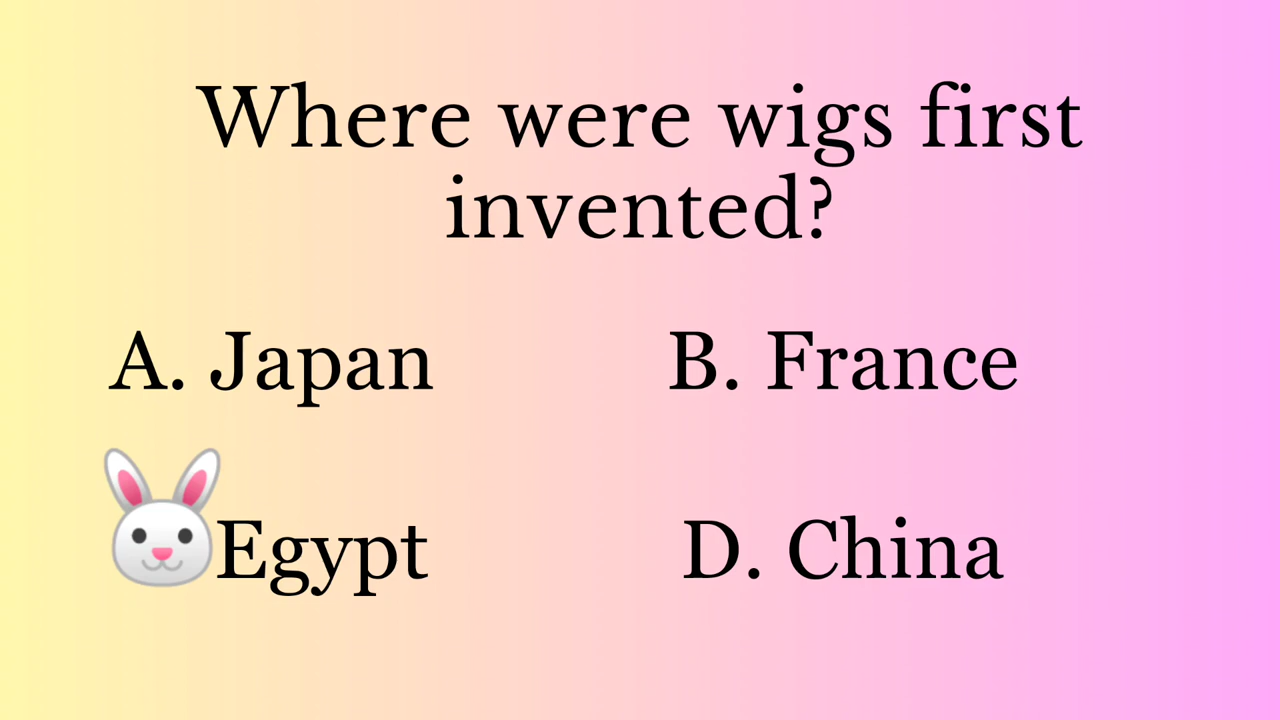 Where were wigs first
invented?
A. Japan
B. France
Egypt
D. China